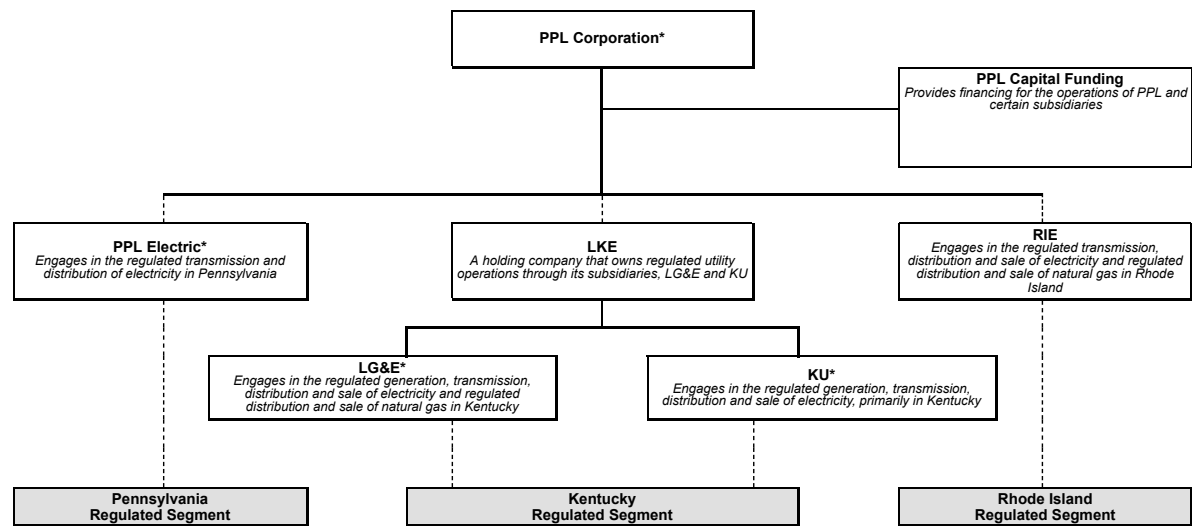 PPL Corporation*
PPL Capital Funding
Provides financing for the operations of PPL and
certain subsidiaries
PPL Electric*
Engages in the regulated transmission and
distribution of electricity in Pennsylvania
LKE
A holding company that owns regulated utility
operations through its subsidiaries, LG&E and KU
RIE
Engages in the regulated transmission,
distribution and sale of electricity and regulated
distribution and sale of natural gas in Rhode
Island
LG&E*
Engages in the regulated generation, transmission,
distribution and sale of electricity and regulated
distribution and sale of natural gas in Kentucky
KU*
Engages in the regulated generation, transmission,
distribution and sale of electricity, primarily in Kentucky
Pennsylvania
Regulated Segment
Kentucky
Regulated Segment
Rhode Island
Regulated Segment